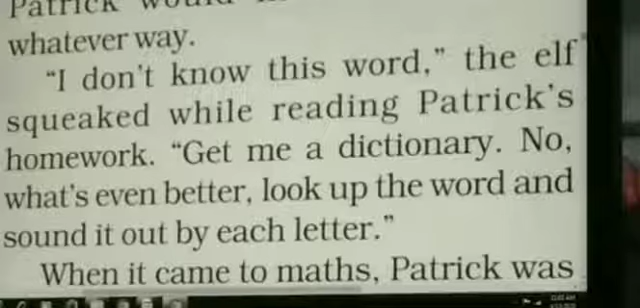 Patrick would
whatever way.
“I don't know this word,” the elf
squeaked while reading Patrick's
homework. “Get me a dictionary. No,
what's even better, look up the word and
sound it out by each letter.”
When it came to maths, Patrick was